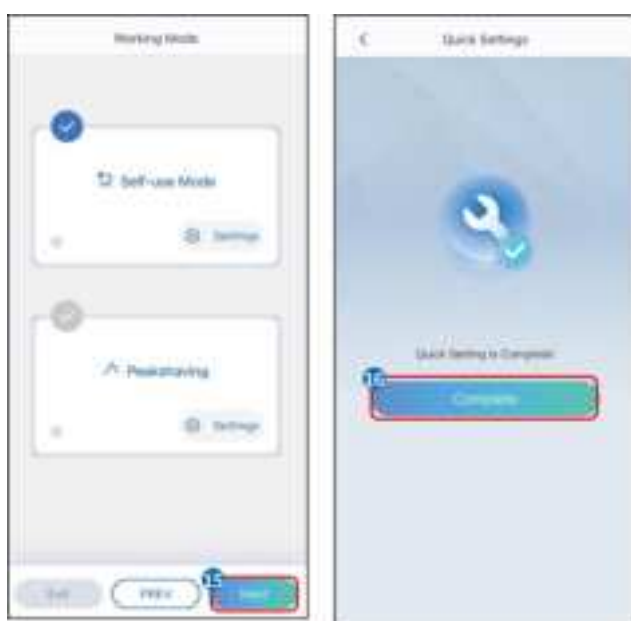 Working Mode
Self-use Mode
Settings
Peakshaving
Settings
PREV
15
Next
Quick Settings
Quick Setting is Complete
16
Complete